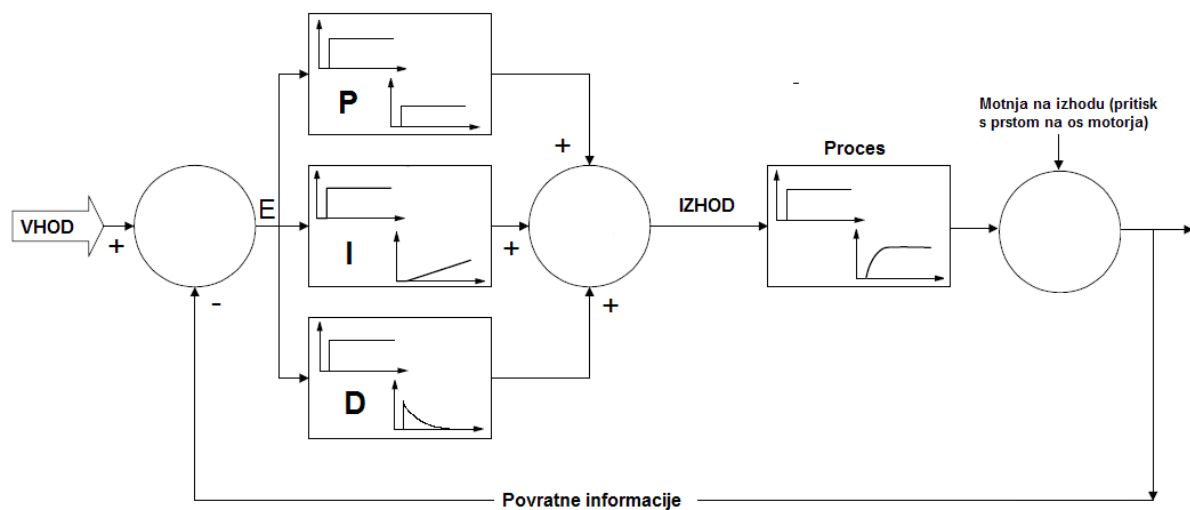 P
Motnja na izhodu (pritisk
s prstom na os motorja)
+
Proces
VHOD
+
E
I
+
IZHOD
-
+
D
Povratne informacije